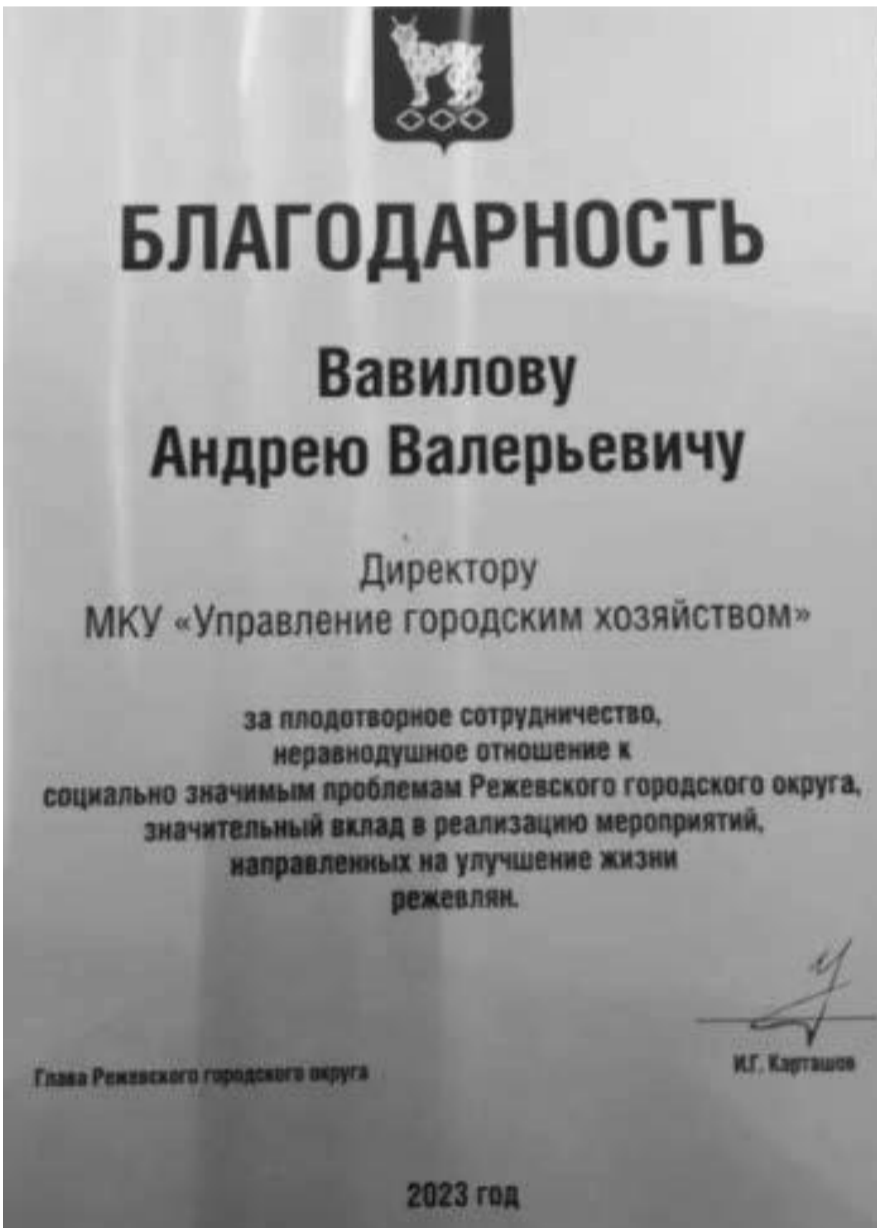 БЛАГОДАРНОСТЬ
Вавилову
Андрею Валерьевичу
Директору
МКУ «Управление городским хозяйством»
за плодотворное сотрудничество,
неравнодушное отношение к
социально значимым проблемам Режевского городского округа,
значительный вклад в реализацию мероприятий,
направленных на улучшение жизни
режевлян.
Глава Режевского городского округа
И.Г. Карташов
2023 год